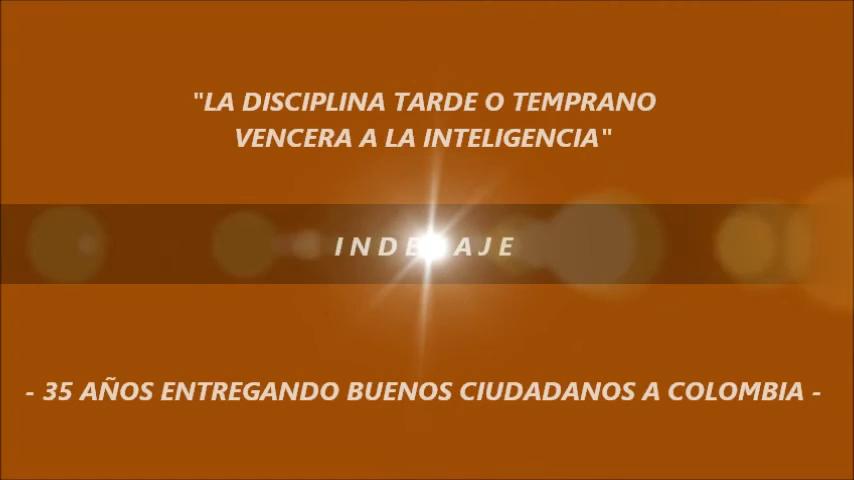 "LA DISCIPLINA TARDE O TEMPRANO
VENCERA A LA INTELIGENCIA"
- 35 AÑOS ENTREGANDO BUENOS CIUDADANOS A COLOMBIA -